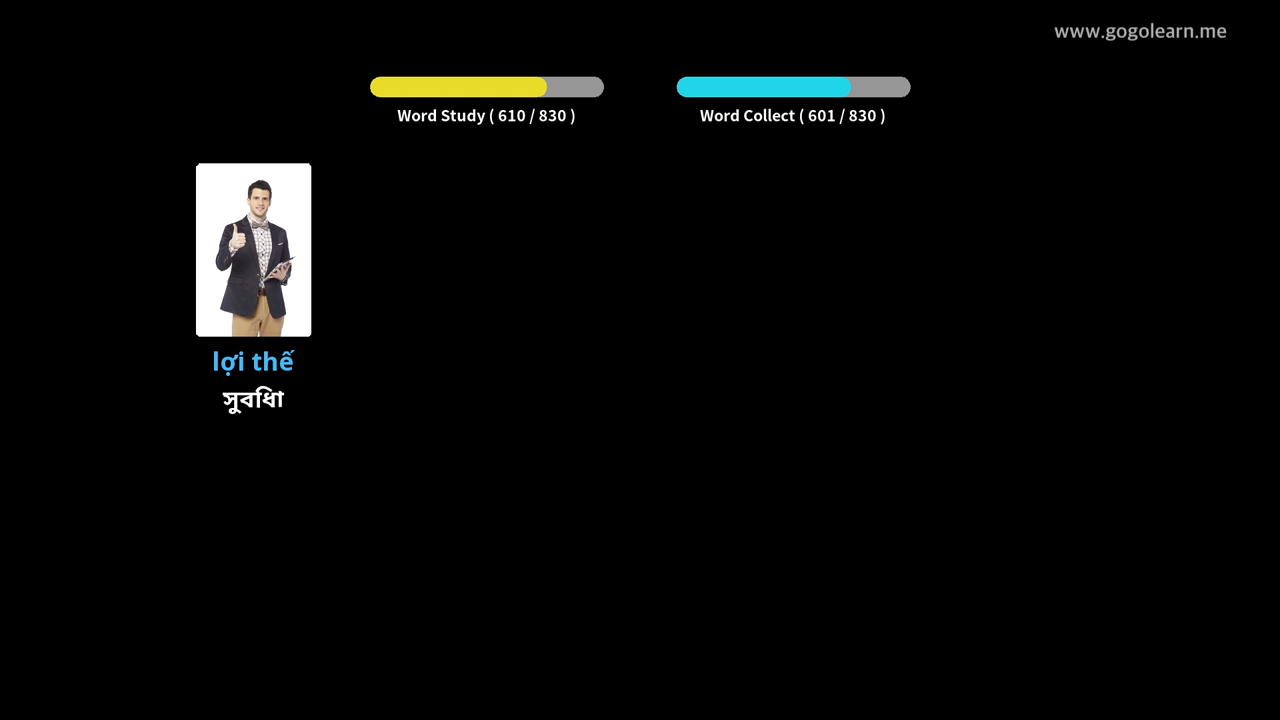 www.gogolearn.me
Word Study ( 610 / 830 )
Word Collect ( 601 / 830 )
lợi thế
সুবিধা